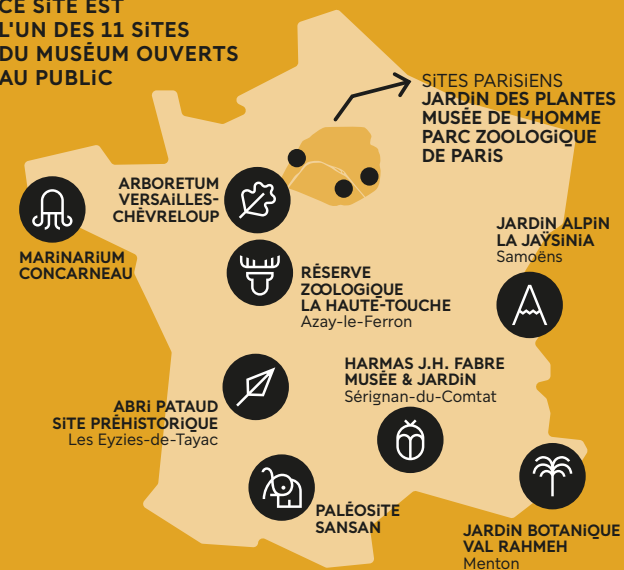 CE SiTE EST
L'UN DES 11 SiTES
DU MUSÉUM OUVERTS
AU PUBLiC
SiTES PARiSiENS
JARDiN DES PLANTES
MUSÉE DE L'HOMME
PARC ZOOLOGiQUE
DE PARiS
ARBORETUM
VERSAiLLES-
CHÈVRELOUP
MARiNARiUM
CONCARNEAU
JARDiN ALPiN
LA JAŸSiNiA
Samoëns
RÉSERVE
ZOOLOGiQUE
LA HAUTE-TOUCHE
Azay-le-Ferron
HARMAS J.H. FABRE
MUSÉE & JARDiN
Sérignan-du-Comtat
ABRi PATAUD
SiTE PRÉHiSTORiQUE
Les Eyzies-de-Tayac
PALÉOSiTE
SANSAN
JARDiN BOTANiQUE
VAL RAHMEH
Menton